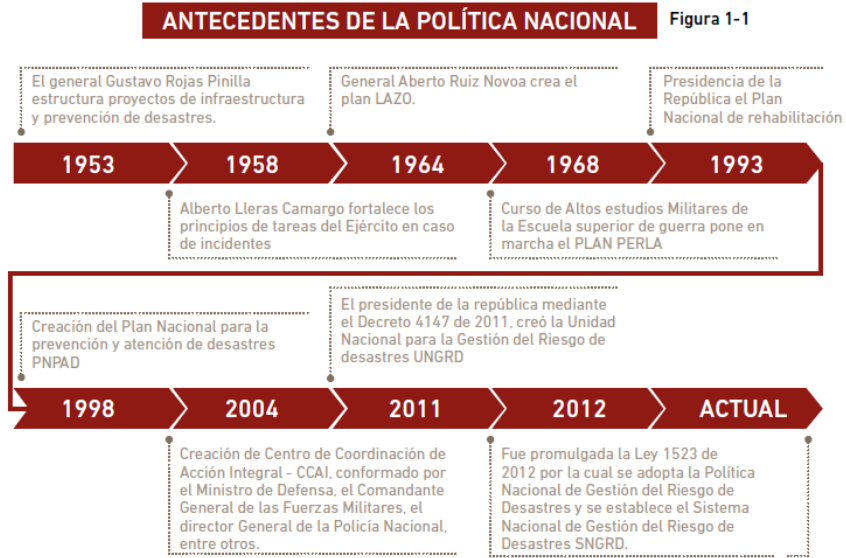 ANTECEDENTES DE LA POLÍTICA NACIONAL
Figura 1-1
El general Gustavo Rojas Pinilla
estructura proyectos de infraestructura
y prevención de desastres.
General Aberto Ruiz Novoa crea el
plan LAZO.
Presidencia de la
República el Plan
Nacional de rehabilitación
1953
1958
1964
1968
1993
Alberto Lleras Camargo fortalece los
principios de tareas del Ejército en caso
de incidentes
Curso de Altos estudios Militares de
la Escuela superior de guerra pone en
marcha el PLAN PERLA
Creación del Plan Nacional para la
prevención y atención de desastres
PNPAD
El presidente de la república mediante
el Decreto 4147 de 2011, creó la Unidad
Nacional para la Gestión del Riesgo de
desastres UNGRD
1998
2004
2011
2012
ACTUAL
Creación de Centro de Coordinación de
Acción Integral - CCAI, conformado por
el Ministro de Defensa, el Comandante
General de las Fuerzas Militares, el
director General de la Policía Nacional,
entre otros.
Fue promulgada la Ley 1523 de
2012 por la cual se adopta la Política
Nacional de Gestión del Riesgo de
Desastres y se establece el Sistema
Nacional de Gestión del Riesgo de
Desastres SNGRD.